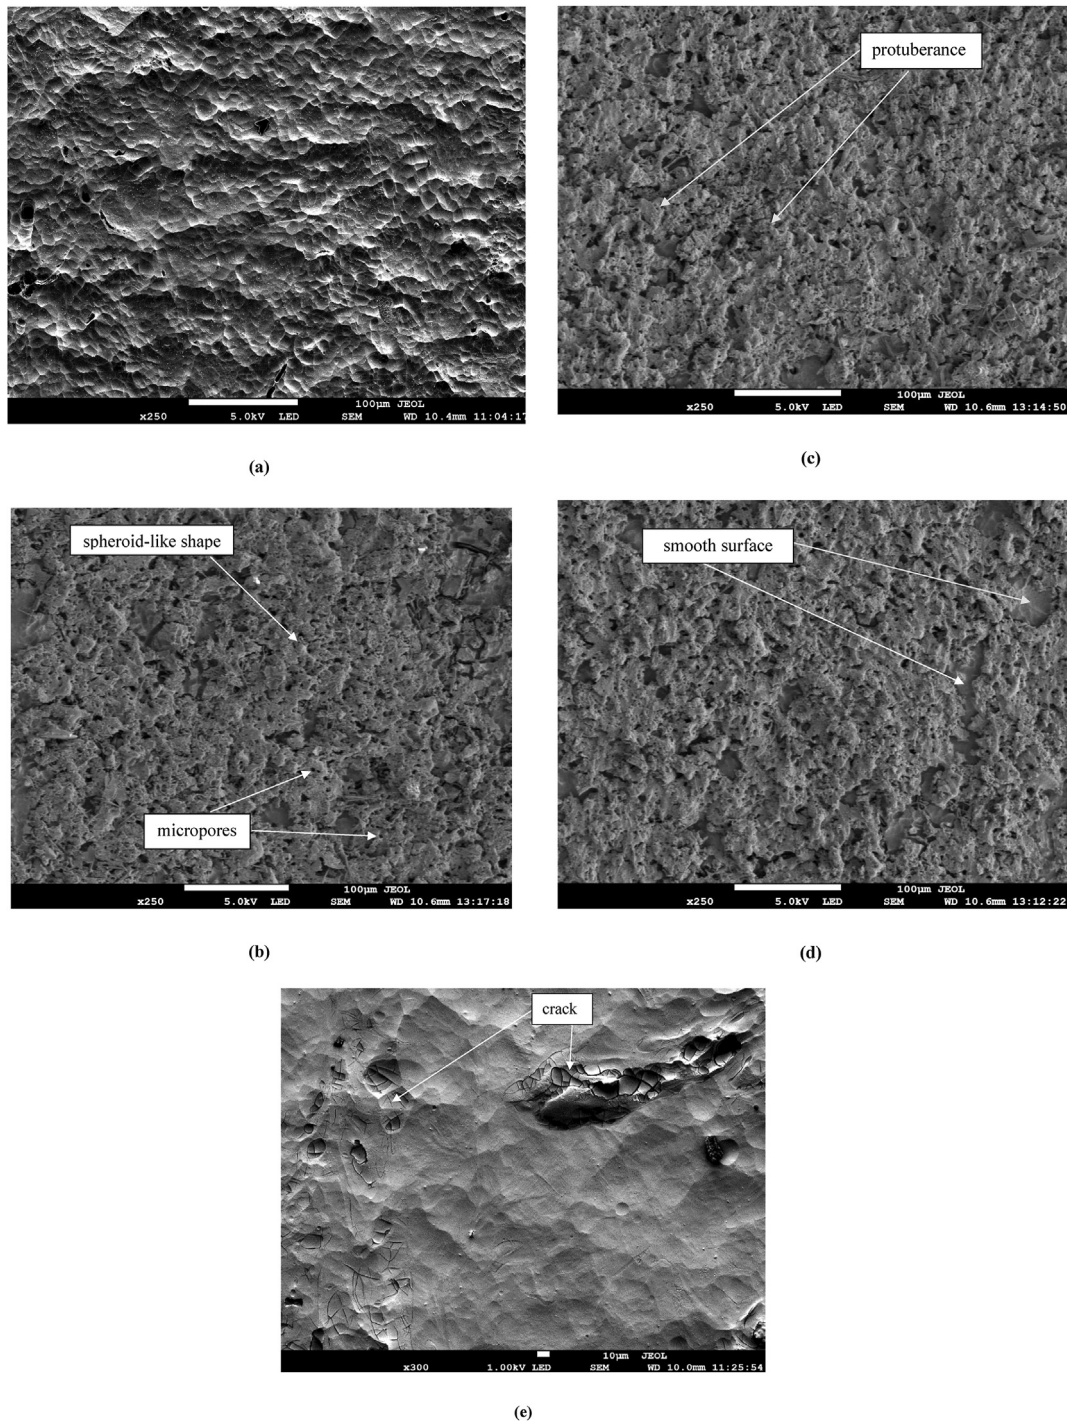 protuberance
100µm JEOL
x250 5.0kV LED SEM WD 10.4mm 11:04:17
(a)
100µm JEOL
x250 5.0kV LED SEM WD 10.6mm 13:14:50
(c)
spheroid-like shape
micropores
100µm JEOL
x250 5.0kV LED SEM WD 10.6mm 13:17:18
(b)
smooth surface
100µm JEOL
x250 5.0kV LED SEM WD 10.6mm 13:12:22
(d)
crack
10µm JEOL
x300 1.00kV LED SEM WD 10.0mm 11:25:54
(e)